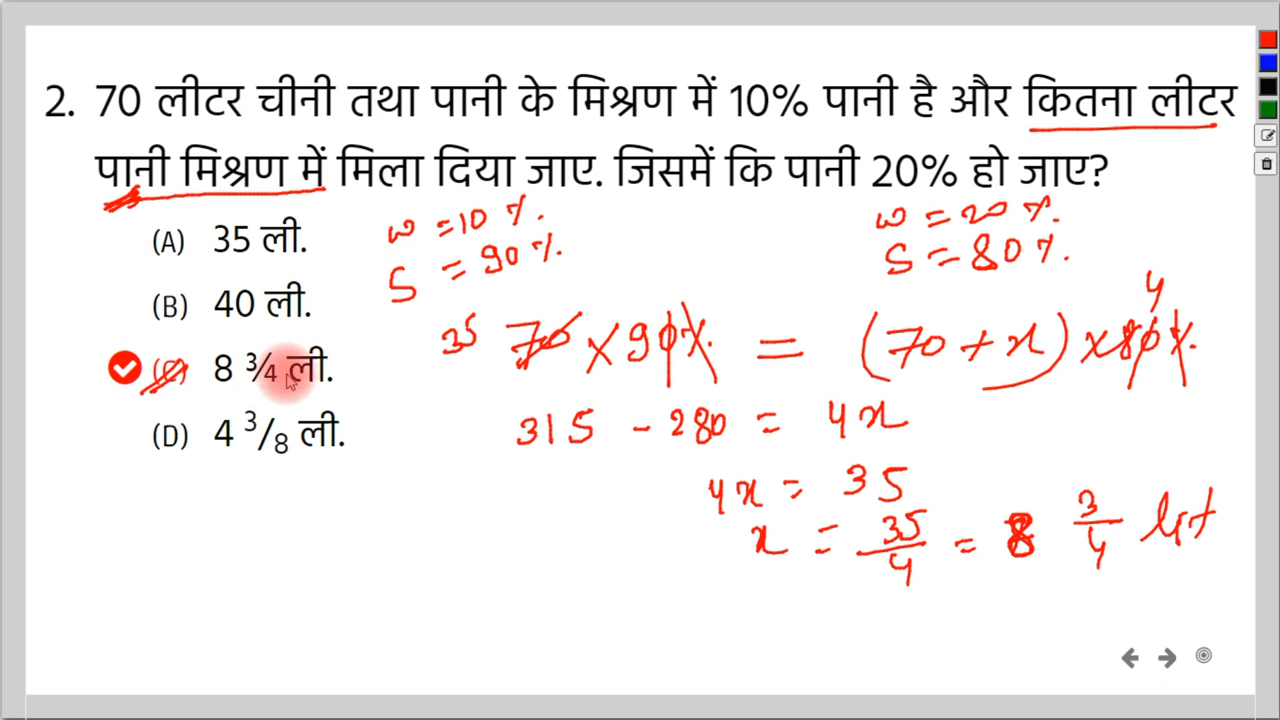 2. 70 लीटर चीनी तथा पानी के मिश्रण में 10% पानी है और कितना लीटर
पानी मिश्रण में मिला दिया जाए. जिसमें कि पानी 20% हो जाए?
w = 10 %. w = 20 %.
(A) 35 ली. S = 90 %. S = 80 %.
(B) 40 ली.
35 70 × 90 %. = (70 + x) × 80 %. 4
(C) 8 ¾ ली.
315 - 280 = 4x
(D) 4 3/8 ली.
4x = 35
x = 35/4 = 8 3/4